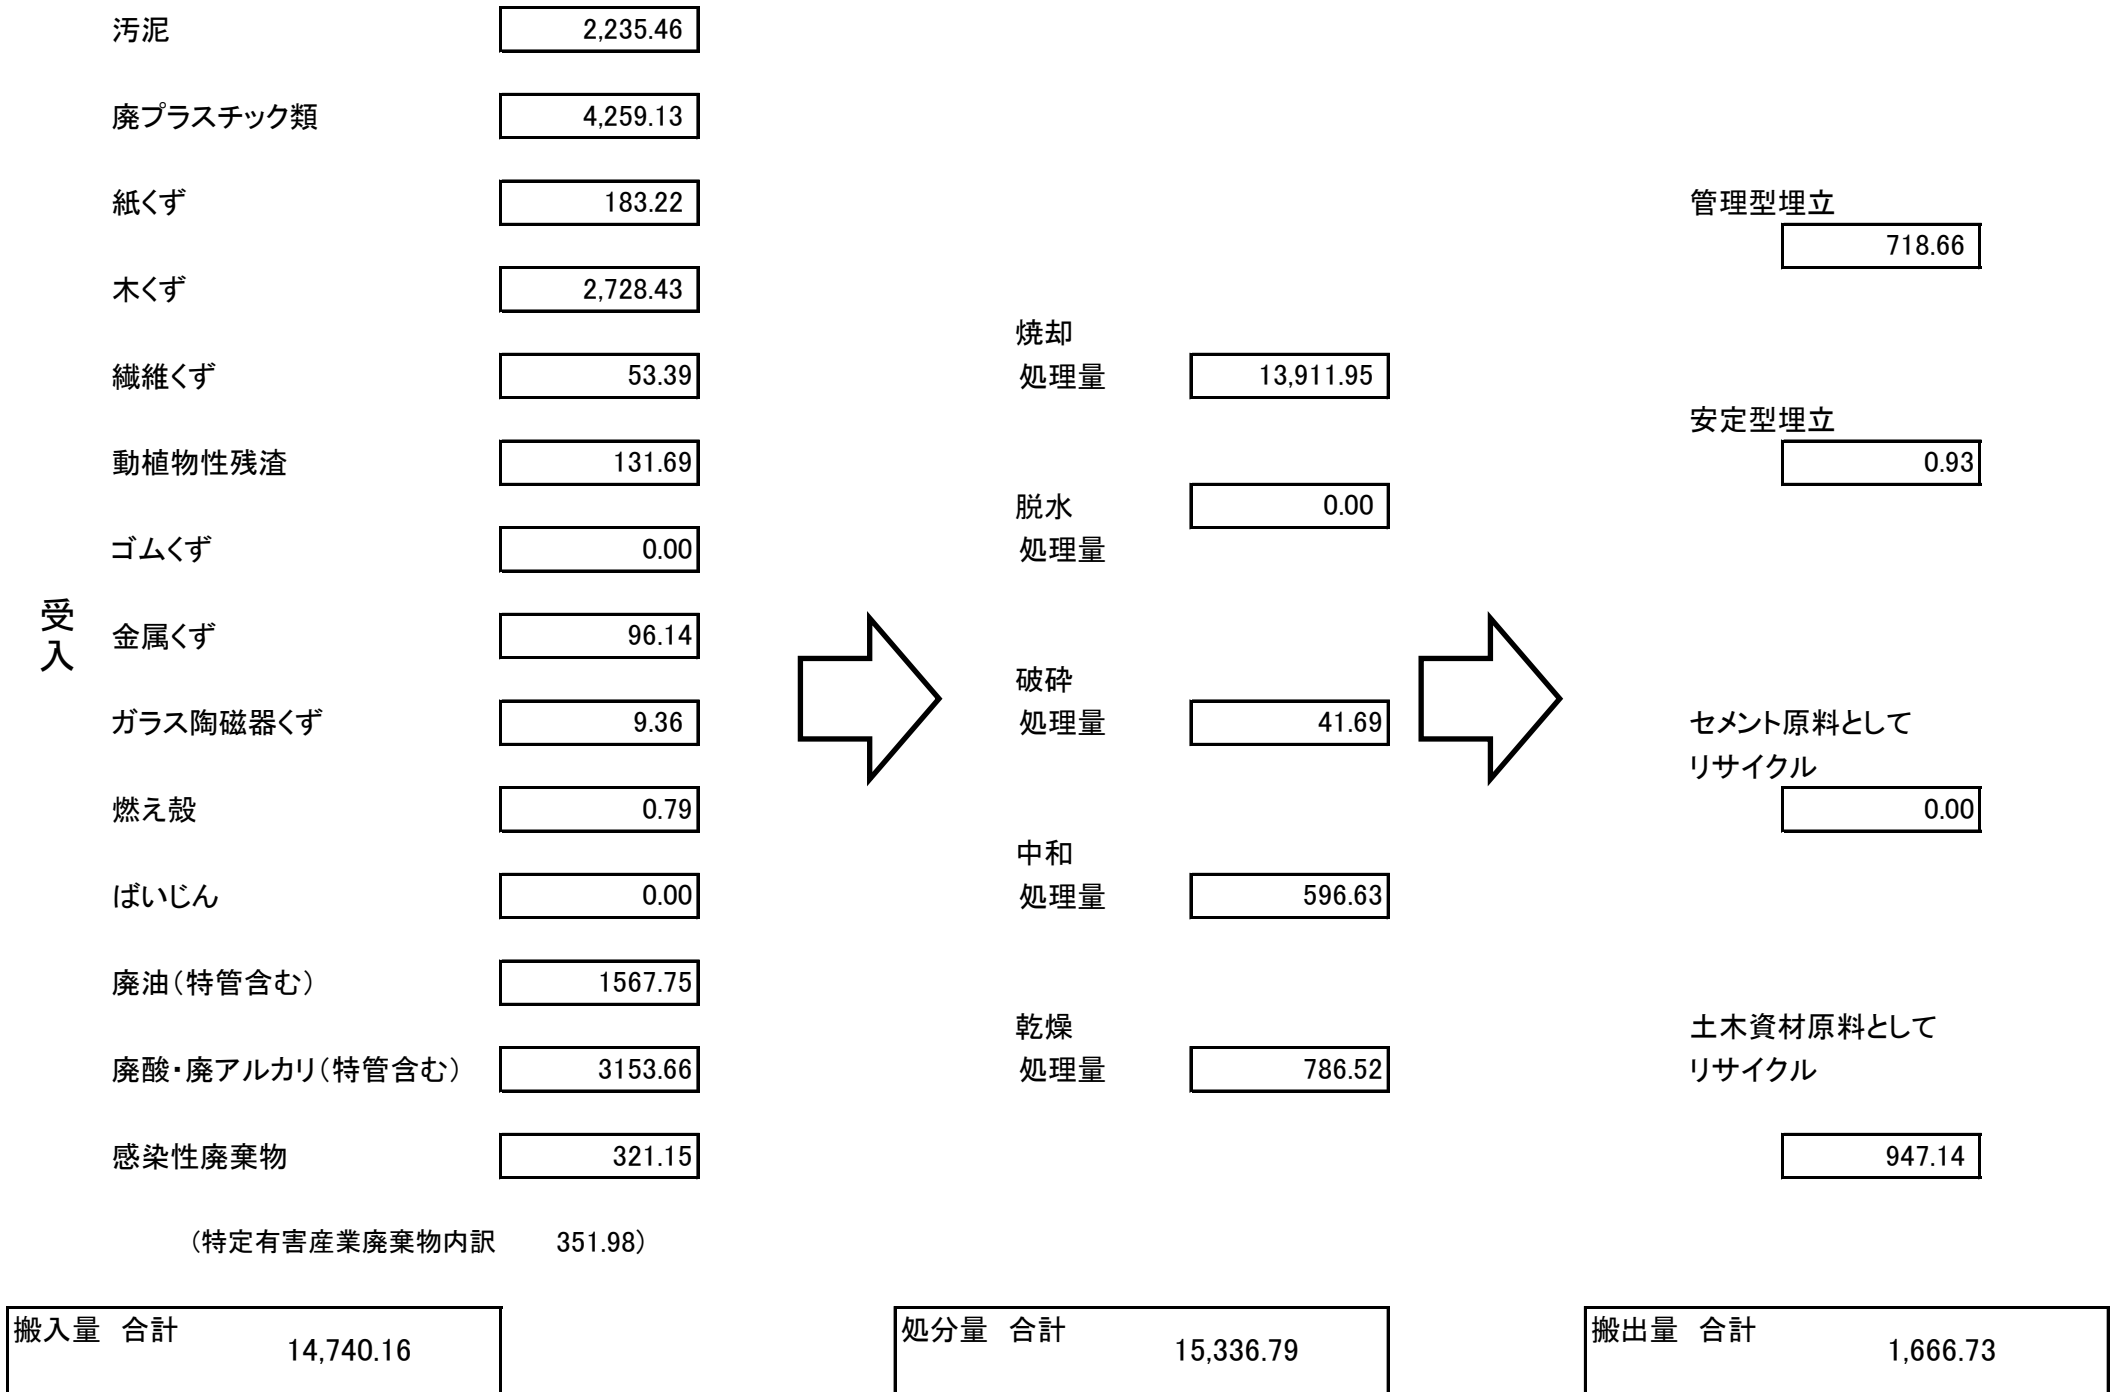 受入
汚泥 2,235.46
廃プラスチック類 4,259.13
紙くず 183.22
木くず 2,728.43
繊維くず 53.39
動植物性残渣 131.69
ゴムくず 0.00
金属くず 96.14
ガラス陶磁器くず 9.36
燃え殻 0.79
ばいじん 0.00
廃油（特管含む） 1567.75
廃酸・廃アルカリ（特管含む） 3153.66
感染性廃棄物 321.15
（特定有害産業廃棄物内訳 351.98）
搬入量 合計 14,740.16
焼却
処理量 13,911.95
脱水 0.00
処理量
破砕
処理量 41.69
中和
処理量 596.63
乾燥
処理量 786.52
処分量 合計 15,336.79
管理型埋立
718.66
安定型埋立
0.93
セメント原料として
リサイクル
0.00
土木資材原料として
リサイクル
947.14
搬出量 合計 1,666.73